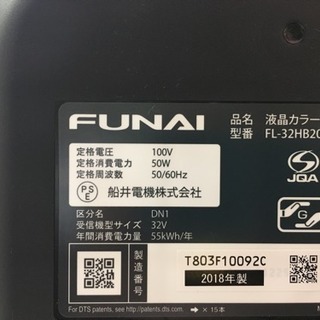 FUNAI
品名 液晶カラー
型番 FL-32HB20
定格電圧 100V
定格消費電力 50W
定格周波数 50/60Hz
PS
E
船井電機株式会社
JQA
区分名 DN1
受信機型サイズ 32V
年間消費電力量 55kWh/年
製造番号
T803F10092C
2018年製
G
For DTS patents, see http://patents.dts.com. → × 15本